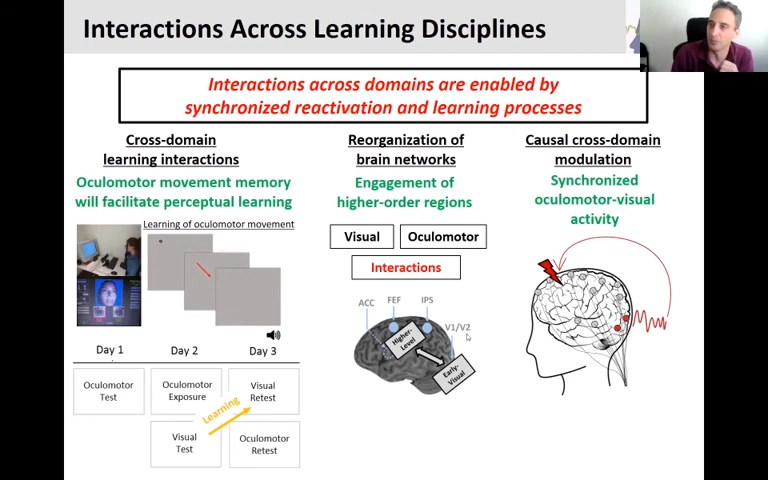 Interactions Across Learning Disciplines
Interactions across domains are enabled by
synchronized reactivation and learning processes
Cross-domain
learning interactions
Oculomotor movement memory
will facilitate perceptual learning
Learning of oculomotor movement
Day 1
Day 2
Day 3
Oculomotor
Test
Oculomotor
Exposure
Visual
Retest
Learning
Visual
Test
Oculomotor
Retest
Reorganization of
brain networks
Engagement of
higher-order regions
Visual
Oculomotor
Interactions
ACC
FEF
IPS
V1/V2
Higher-
Level
Early-
Visual
Causal cross-domain
modulation
Synchronized
oculomotor-visual
activity